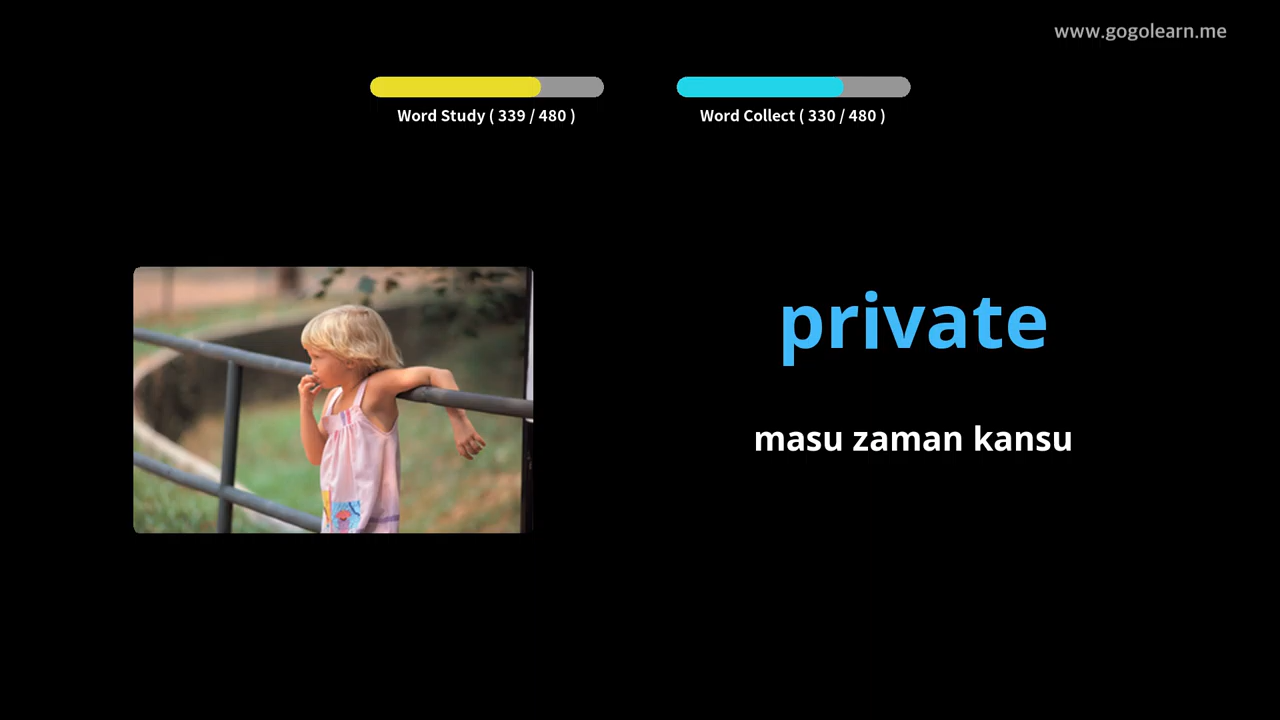 www.gogolearn.me
Word Study ( 339 / 480 )
Word Collect ( 330 / 480 )
private
masu zaman kansu